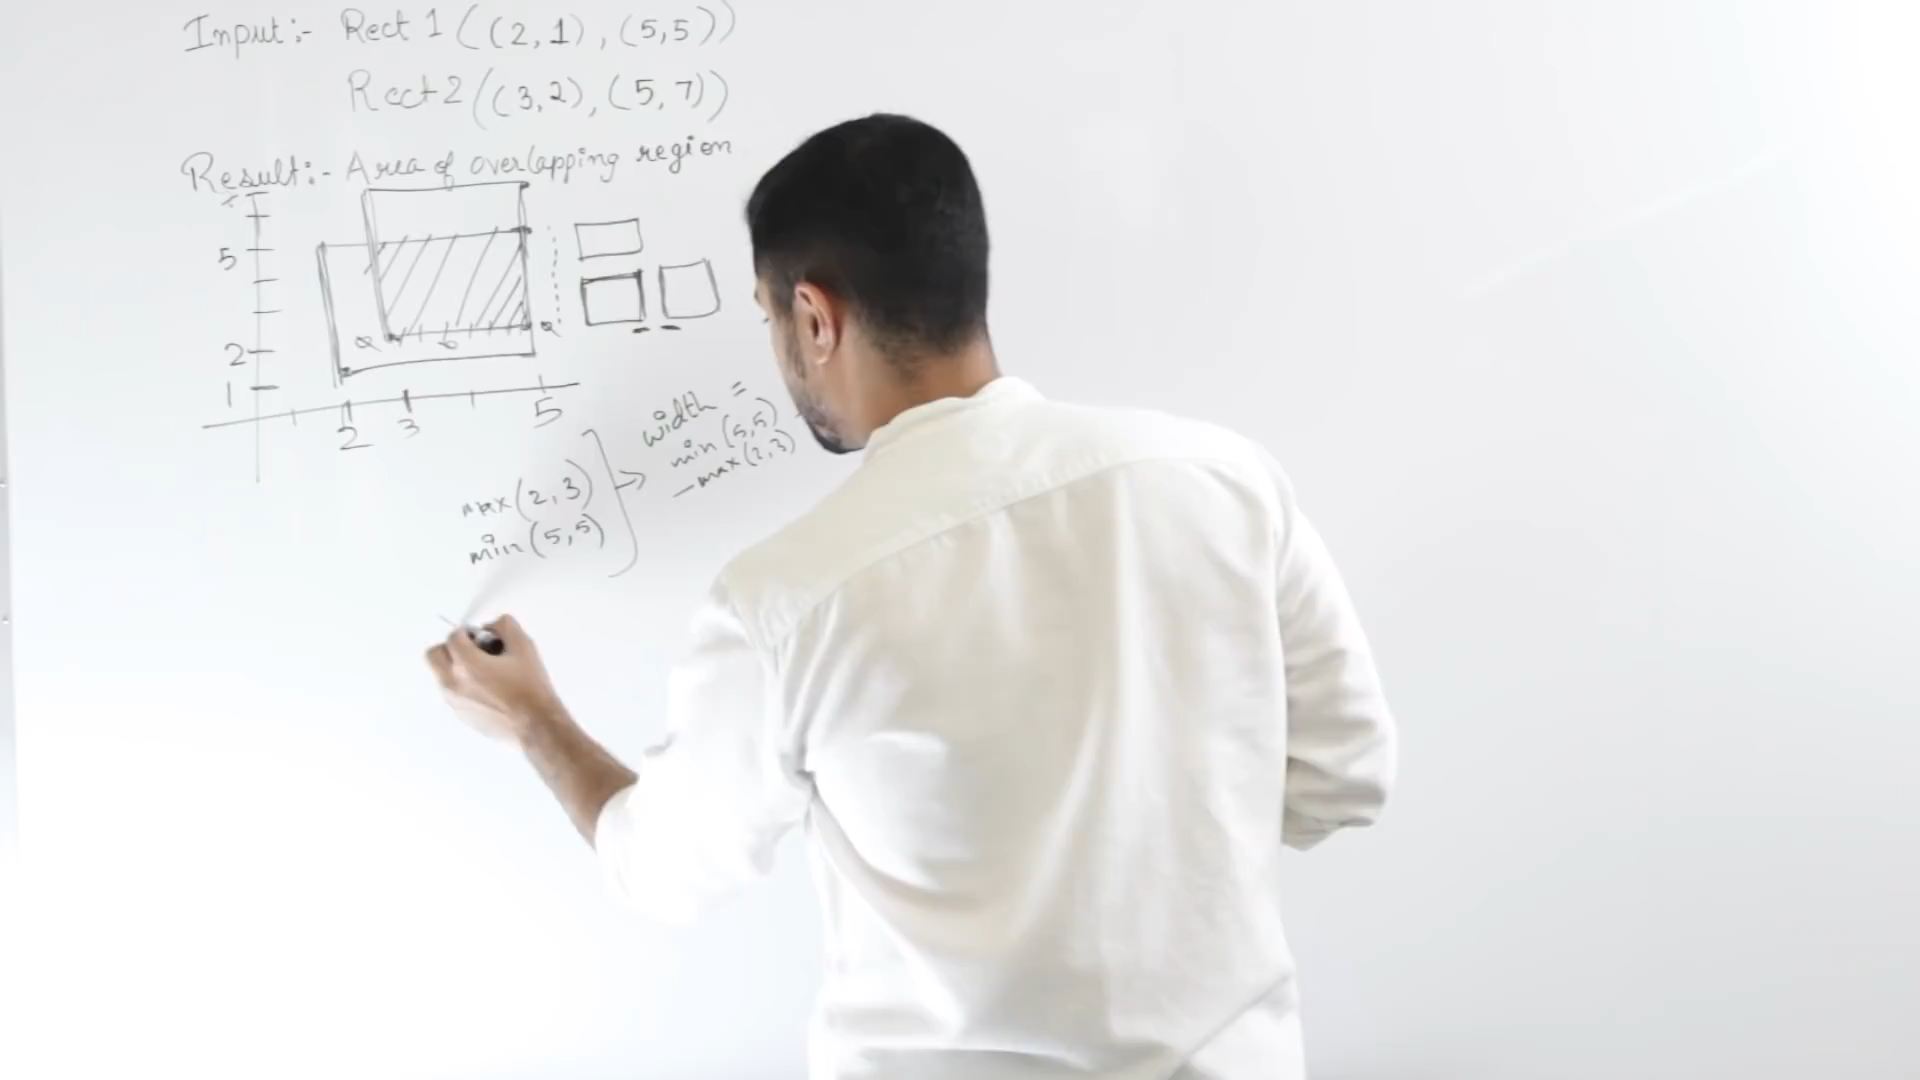 Input:- Rect 1 ((2,1), (5,5))
Rect 2 ((3,2), (5,7))
Result:- Area of overlapping region
5
2
1
2 3 5
max(2,3)
min(5,5)
width =
min(5,5)
-max(2,3)